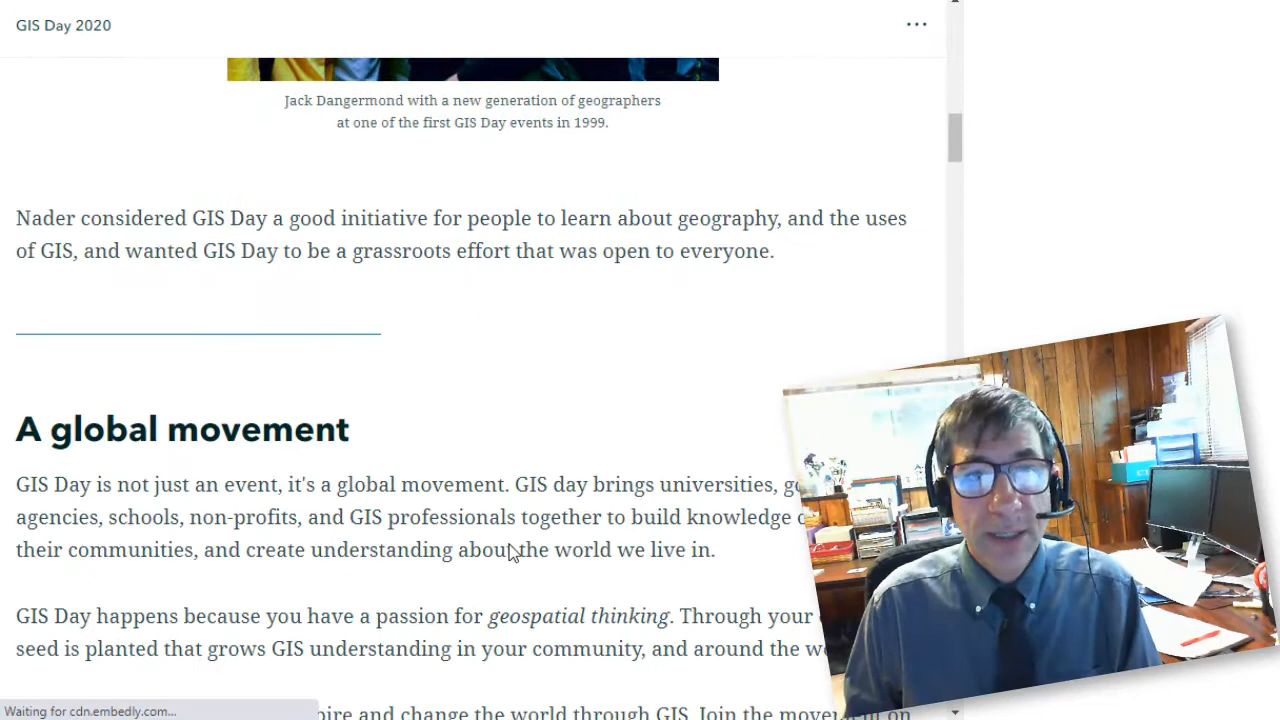 GIS Day 2020
Jack Dangermond with a new generation of geographers
at one of the first GIS Day events in 1999.
Nader considered GIS Day a good initiative for people to learn about geography, and the uses
of GIS, and wanted GIS Day to be a grassroots effort that was open to everyone.
A global movement
GIS Day is not just an event, it's a global movement. GIS day brings universities,
agencies, schools, non-profits, and GIS professionals together to build knowledge
their communities, and create understanding about the world we live in.
GIS Day happens because you have a passion for geospatial thinking. Through your
seed is planted that grows GIS understanding in your community, and around the
and change the world through GIS. Join the movement on
Waiting for cdn.embedly.com...